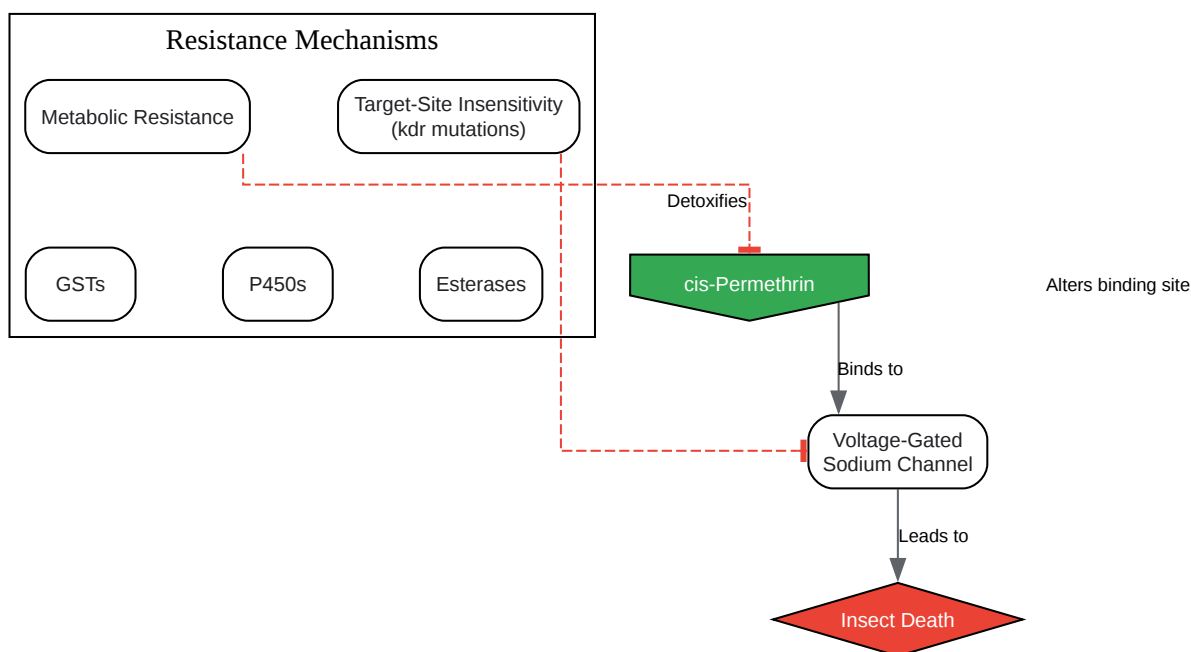 Resistance Mechanisms
Metabolic Resistance
Target-Site Insensitivity
(kdr mutations)
Detoxifies
GSTs
P450s
Esterases
cis-Permethrin
Alters binding site
Binds to
Voltage-Gated
Sodium Channel
Leads to
Insect Death